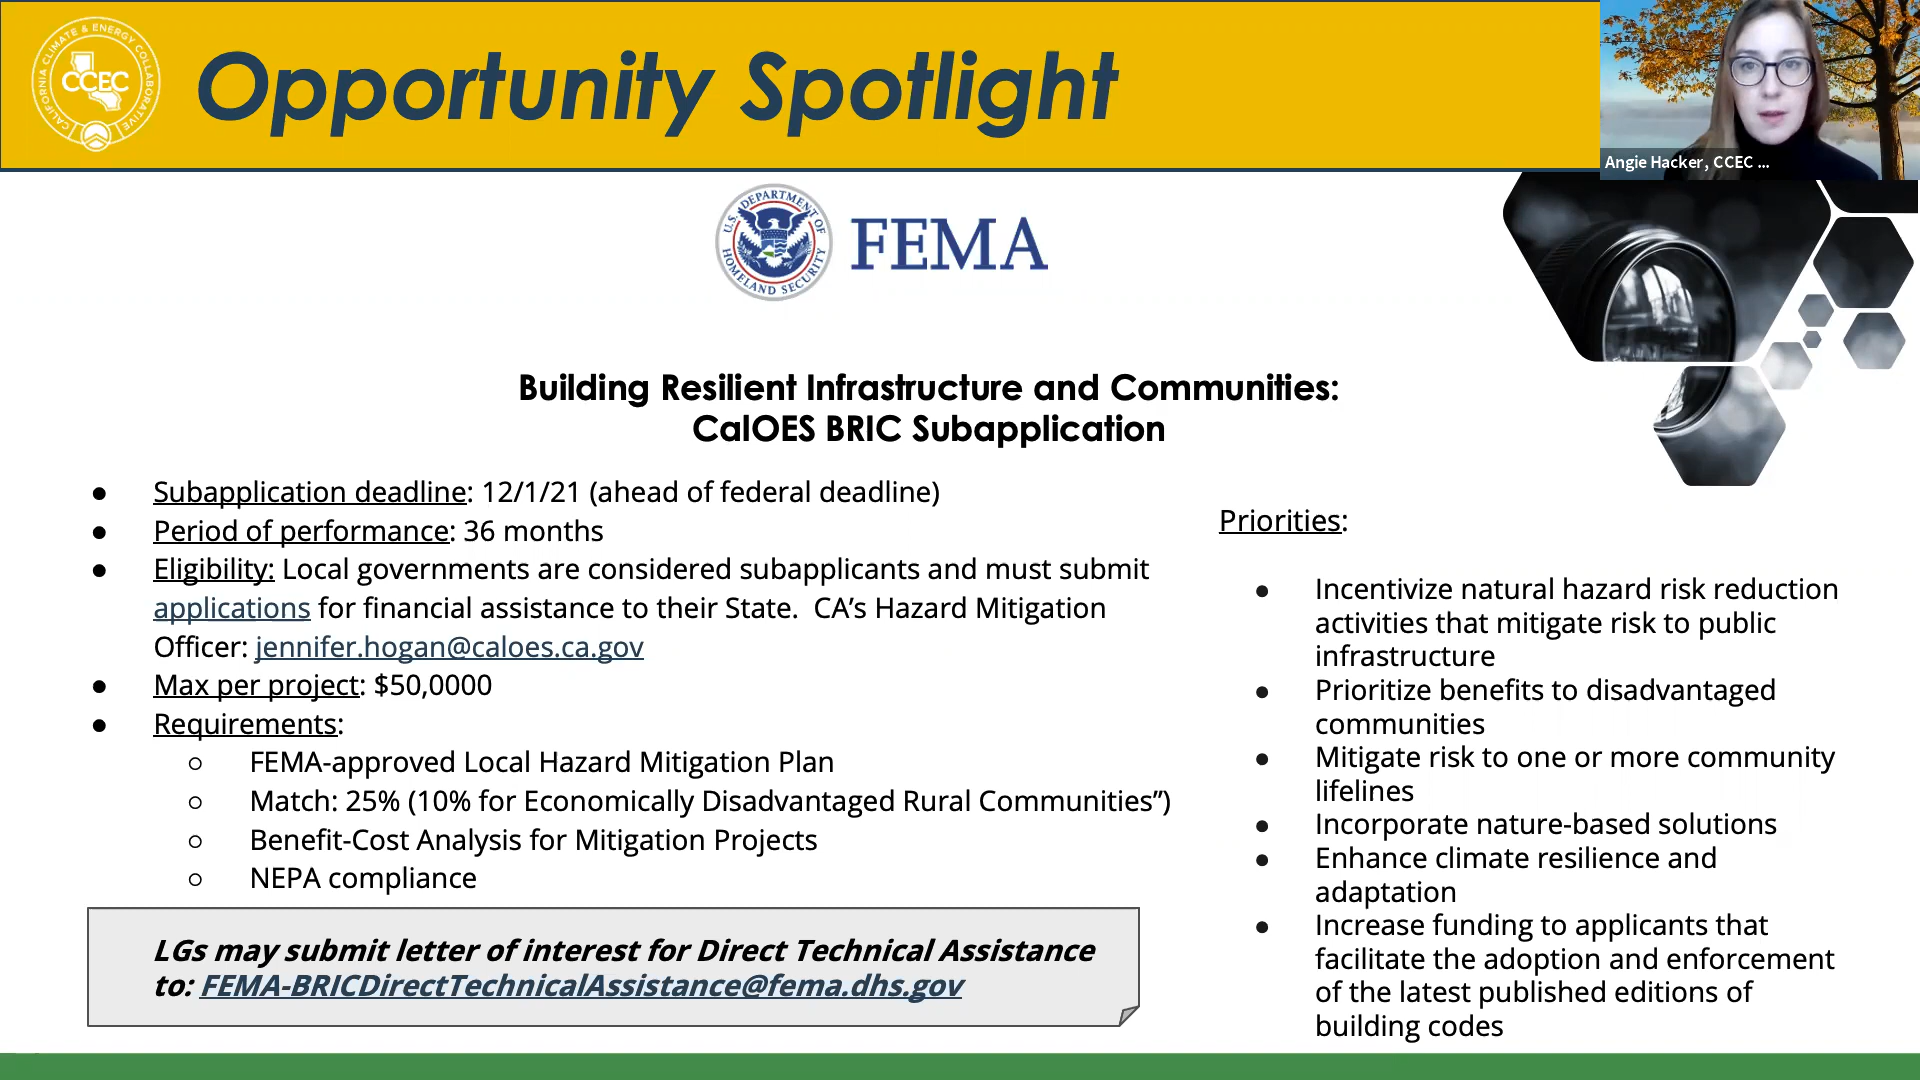 CALIFORNIA CLIMATE & ENERGY COLLABORATIVE
CCEC
Opportunity Spotlight
Angie Hacker, CCEC ...
U.S. DEPARTMENT OF
HOMELAND SECURITY
FEMA
Building Resilient Infrastructure and Communities:
CalOES BRIC Subapplication
● Subapplication deadline: 12/1/21 (ahead of federal deadline)
● Period of performance: 36 months
● Eligibility: Local governments are considered subapplicants and must submit
applications for financial assistance to their State. CA’s Hazard Mitigation
Officer: jennifer.hogan@caloes.ca.gov
● Max per project: $50,0000
● Requirements:
○ FEMA-approved Local Hazard Mitigation Plan
○ Match: 25% (10% for Economically Disadvantaged Rural Communities”)
○ Benefit-Cost Analysis for Mitigation Projects
○ NEPA compliance
LGs may submit letter of interest for Direct Technical Assistance
to: FEMA-BRICDirectTechnicalAssistance@fema.dhs.gov
Priorities:
● Incentivize natural hazard risk reduction
activities that mitigate risk to public
infrastructure
● Prioritize benefits to disadvantaged
communities
● Mitigate risk to one or more community
lifelines
● Incorporate nature-based solutions
● Enhance climate resilience and
adaptation
● Increase funding to applicants that
facilitate the adoption and enforcement
of the latest published editions of
building codes